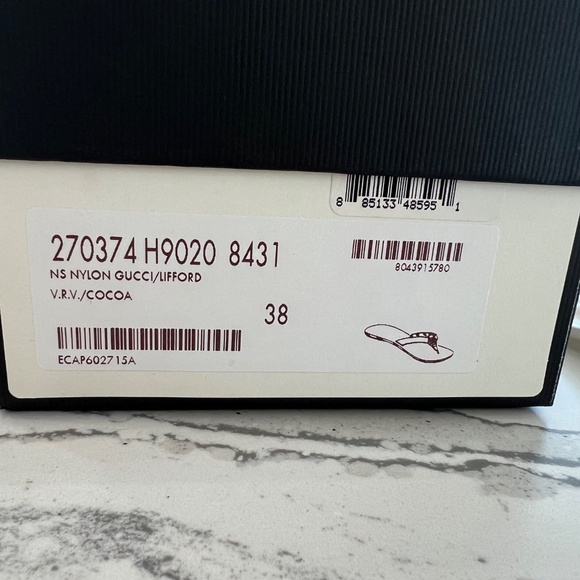 8 85133 48595 1
270374 H9020 8431
NS NYLON GUCCI/LIFFORD
V.R.V./COCOA
8043915780
38
ECAP602715A